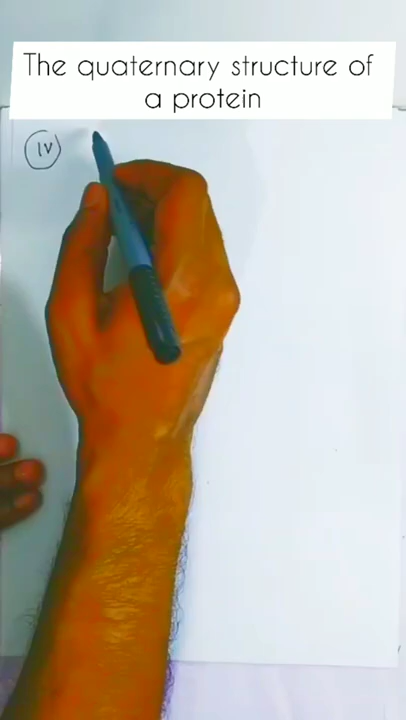 The quaternary structure of
a protein
IV